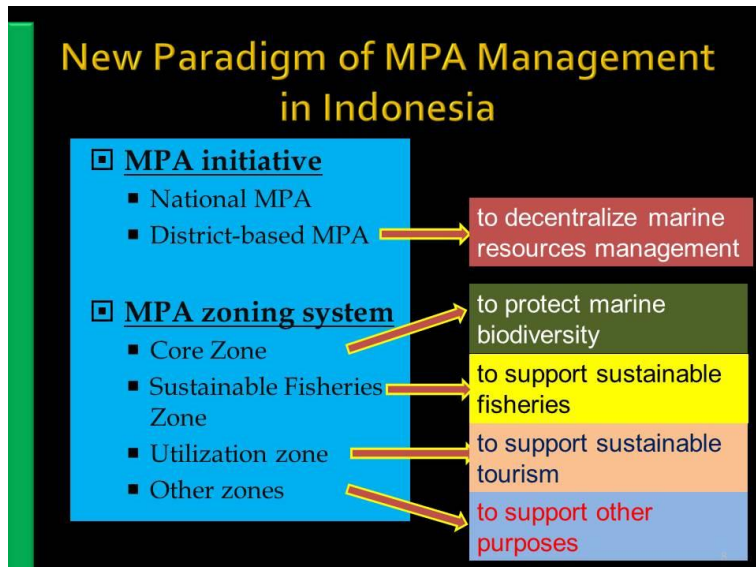 New Paradigm of MPA Management
in Indonesia
MPA initiative
National MPA
District-based MPA
to decentralize marine
resources management
MPA zoning system
Core Zone
to protect marine
biodiversity
Sustainable Fisheries
Zone
to support sustainable
fisheries
Utilization zone
to support sustainable
tourism
Other zones
to support other
purposes